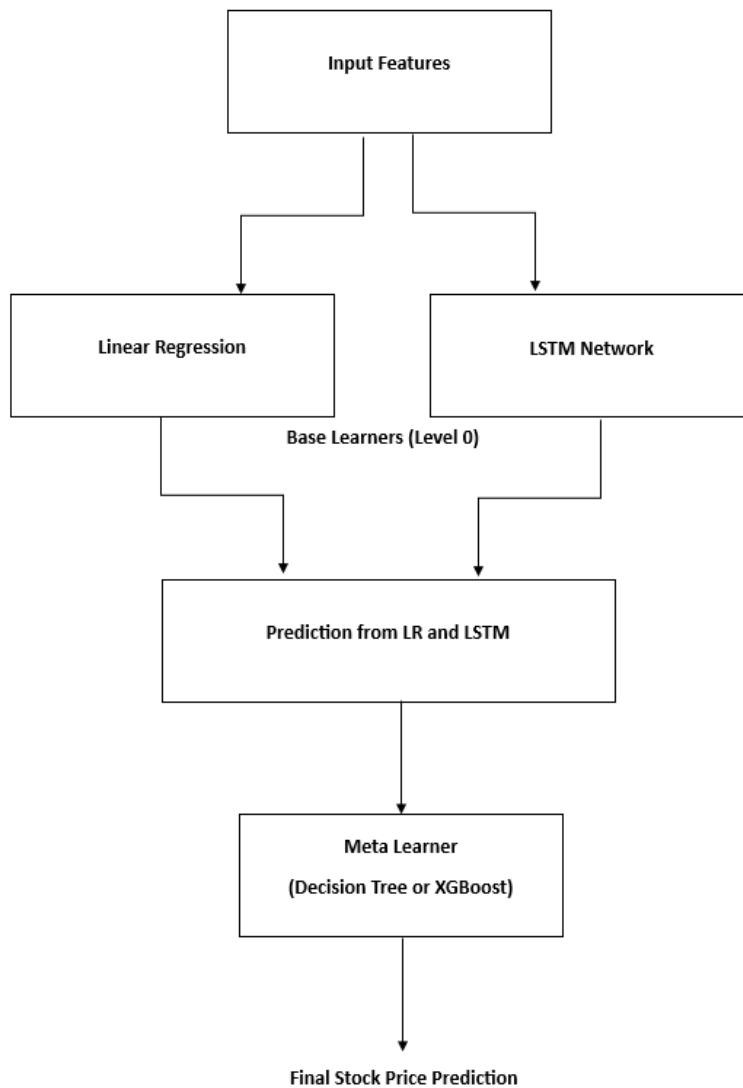 Input Features
Linear Regression
LSTM Network
Base Learners (Level 0)
Prediction from LR and LSTM
Meta Learner
(Decision Tree or XGBoost)
Final Stock Price Prediction